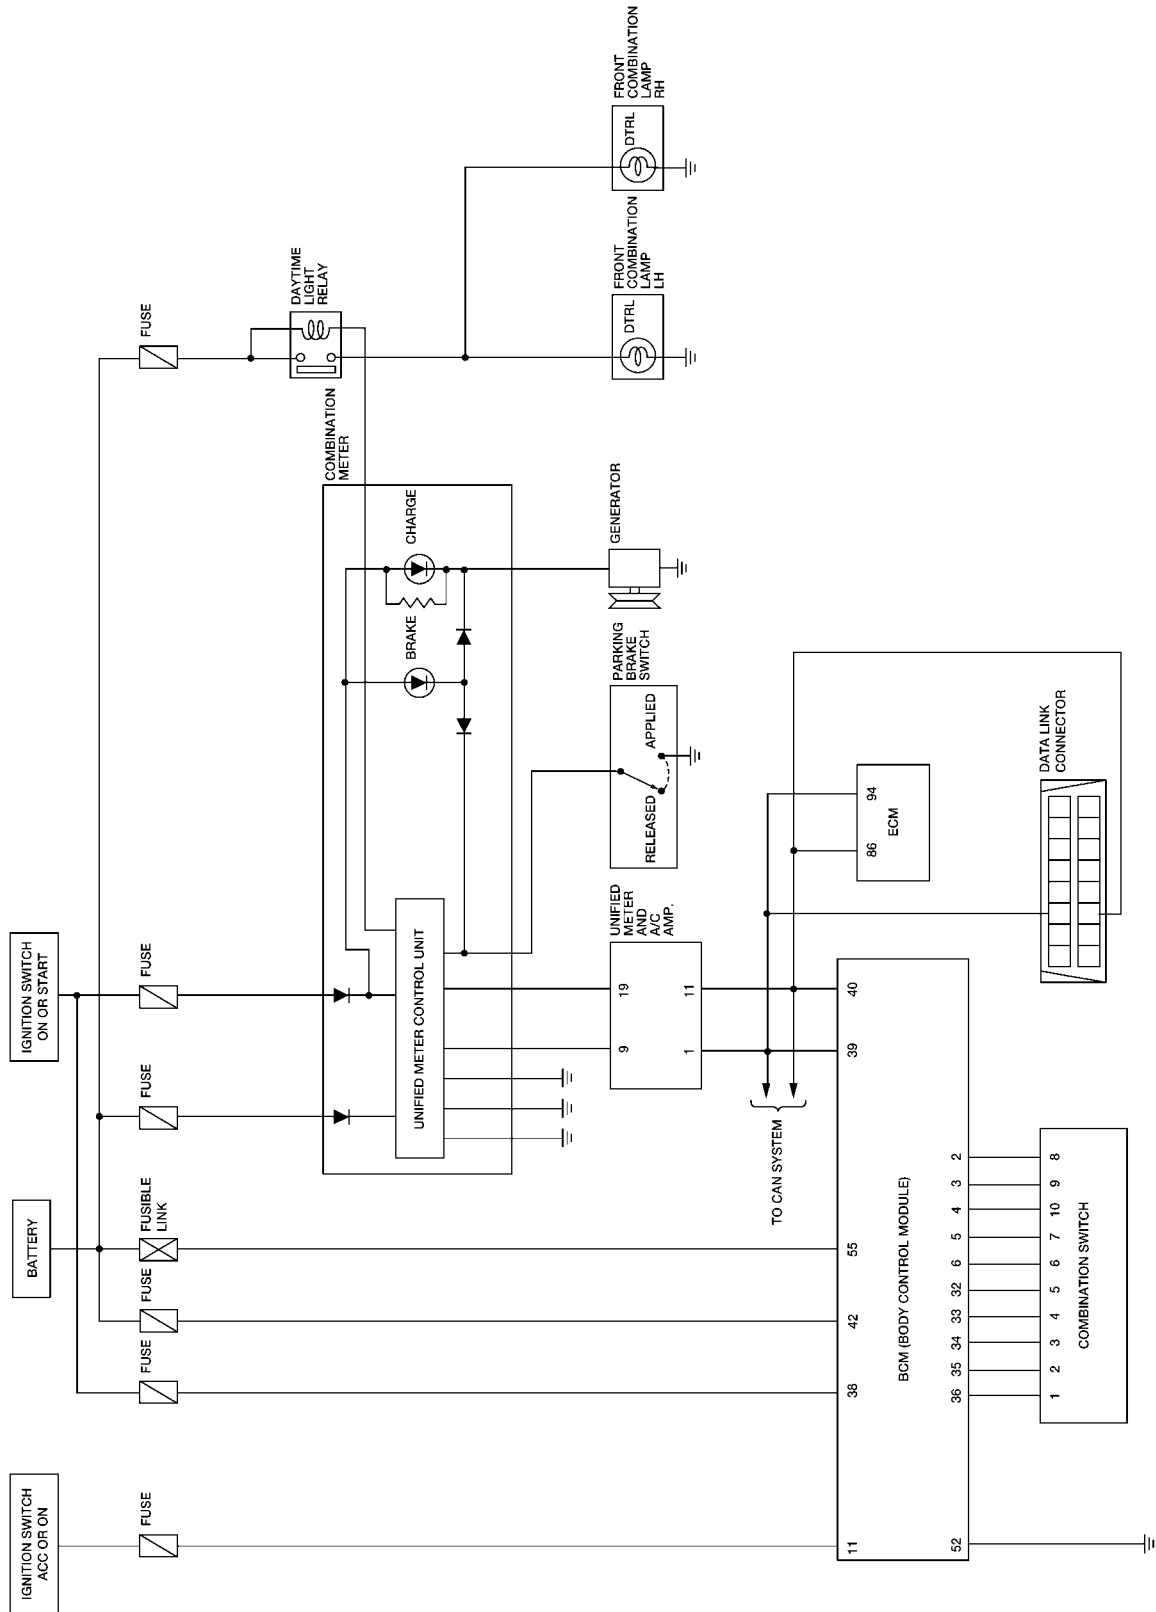 IGNITION SWITCH
ACC OR ON
BATTERY
IGNITION SWITCH
ON OR START
FUSE
FUSE
FUSE
FUSIBLE
LINK
FUSE
FUSE
FUSE
DAYTIME
LIGHT
RELAY
COMBINATION
METER
UNIFIED METER CONTROL UNIT
BRAKE
CHARGE
UNIFIED
METER
AND
A/C
AMP.
9
19
1
11
PARKING
BRAKE
SWITCH
RELEASED
APPLIED
GENERATOR
FRONT
COMBINATION
LAMP
LH
DTRL
FRONT
COMBINATION
LAMP
RH
DTRL
TO CAN SYSTEM
ECM
86
94
DATA LINK
CONNECTOR
11
38
42
55
39
40
BCM (BODY CONTROL MODULE)
52
36
35
34
33
32
6
5
4
3
2
1
2
3
4
5
6
7
10
9
8
COMBINATION SWITCH